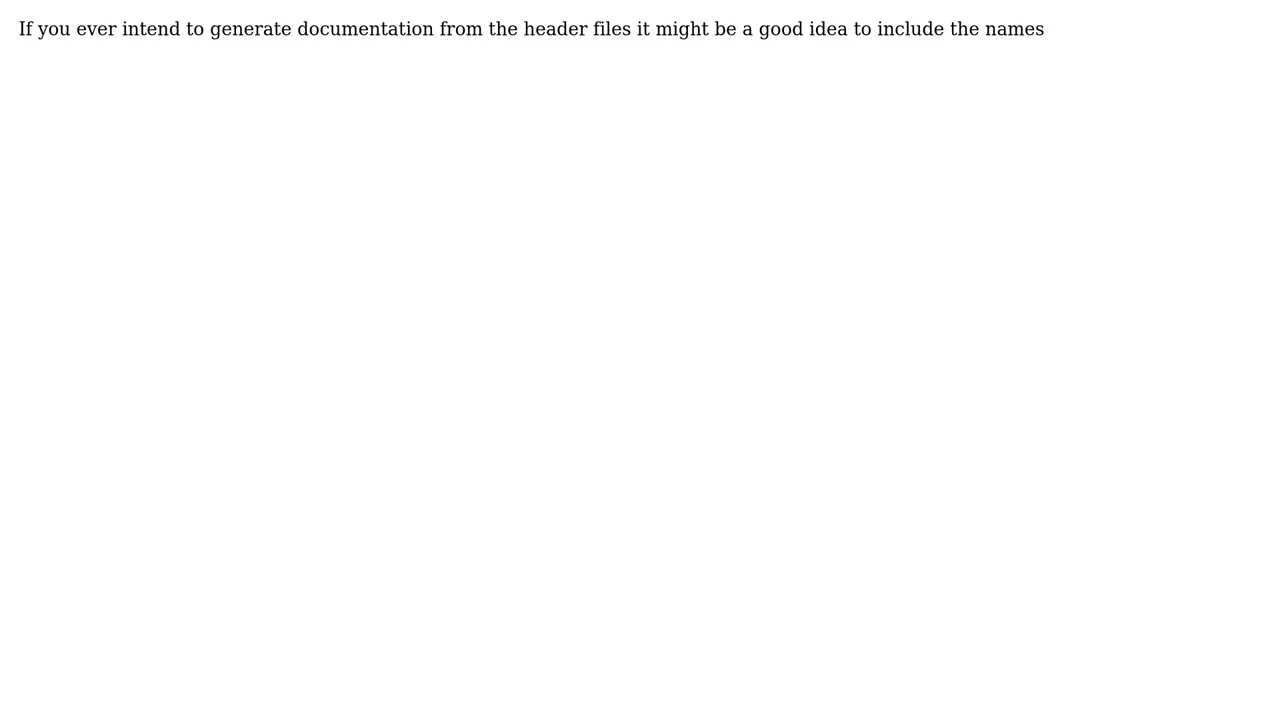 If you ever intend to generate documentation from the header files it might be a good idea to include the names